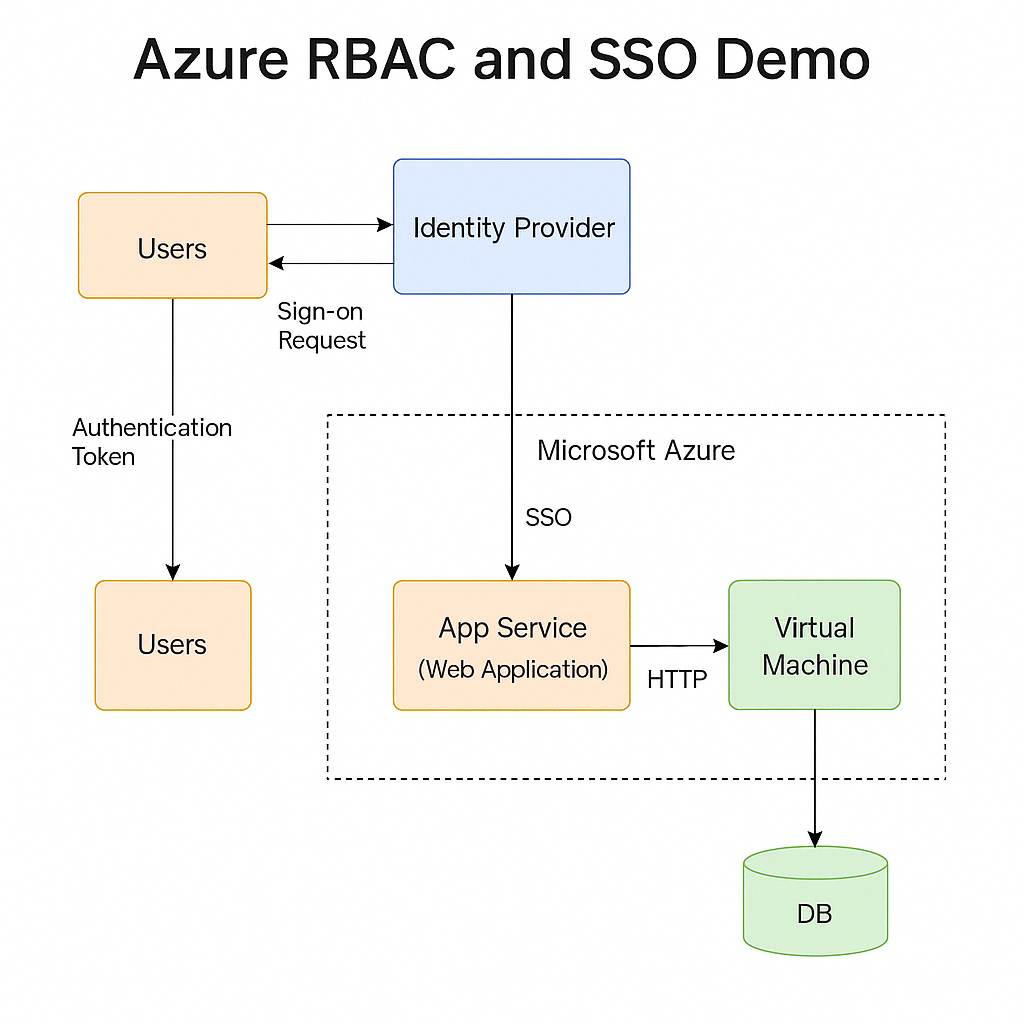 Azure RBAC and SSO Demo
Users
Identity Provider
Sign-on
Request
Authentication
Token
Microsoft Azure
SSO
Users
App Service
(Web Application)
HTTP
Virtual
Machine
DB